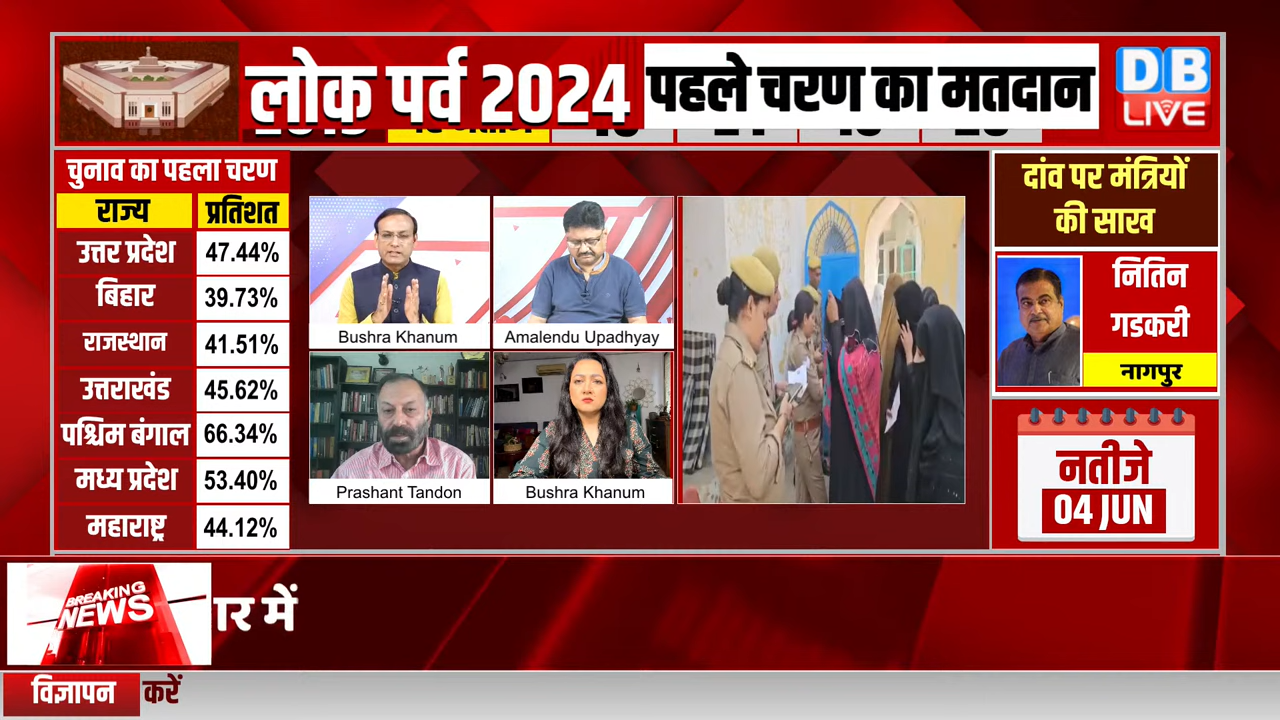 लोक पर्व 2024
पहले चरण का मतदान
DB
LIVE
चुनाव का पहला चरण
राज्य प्रतिशत
उत्तर प्रदेश 47.44%
बिहार 39.73%
राजस्थान 41.51%
उत्तराखंड 45.62%
पश्चिम बंगाल 66.34%
मध्य प्रदेश 53.40%
महाराष्ट्र 44.12%
Bushra Khanum
Amalendu Upadhyay
Prashant Tandon
Bushra Khanum
दांव पर मंत्रियों
की साख
नितिन
गडकरी
नागपुर
नतीजे
04 JUN
BREAKING
NEWS
में
विज्ञापन करें